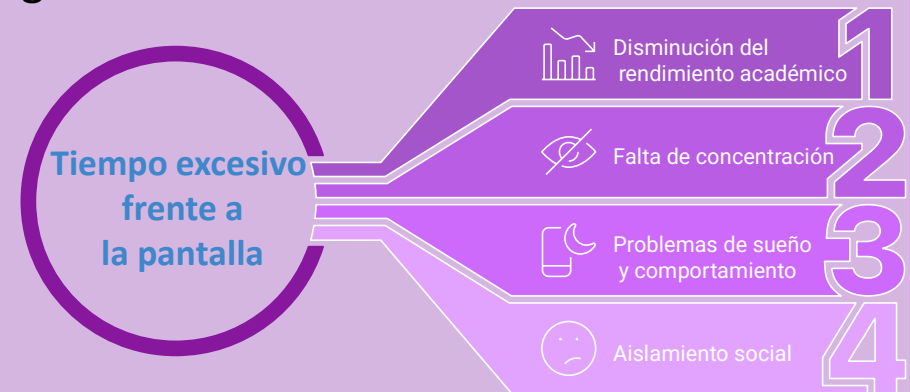 Tiempo excesivo
frente a
la pantalla
Disminución del
rendimiento académico
1
Falta de concentración
2
Problemas de sueño
y comportamiento
3
Aislamiento social
4